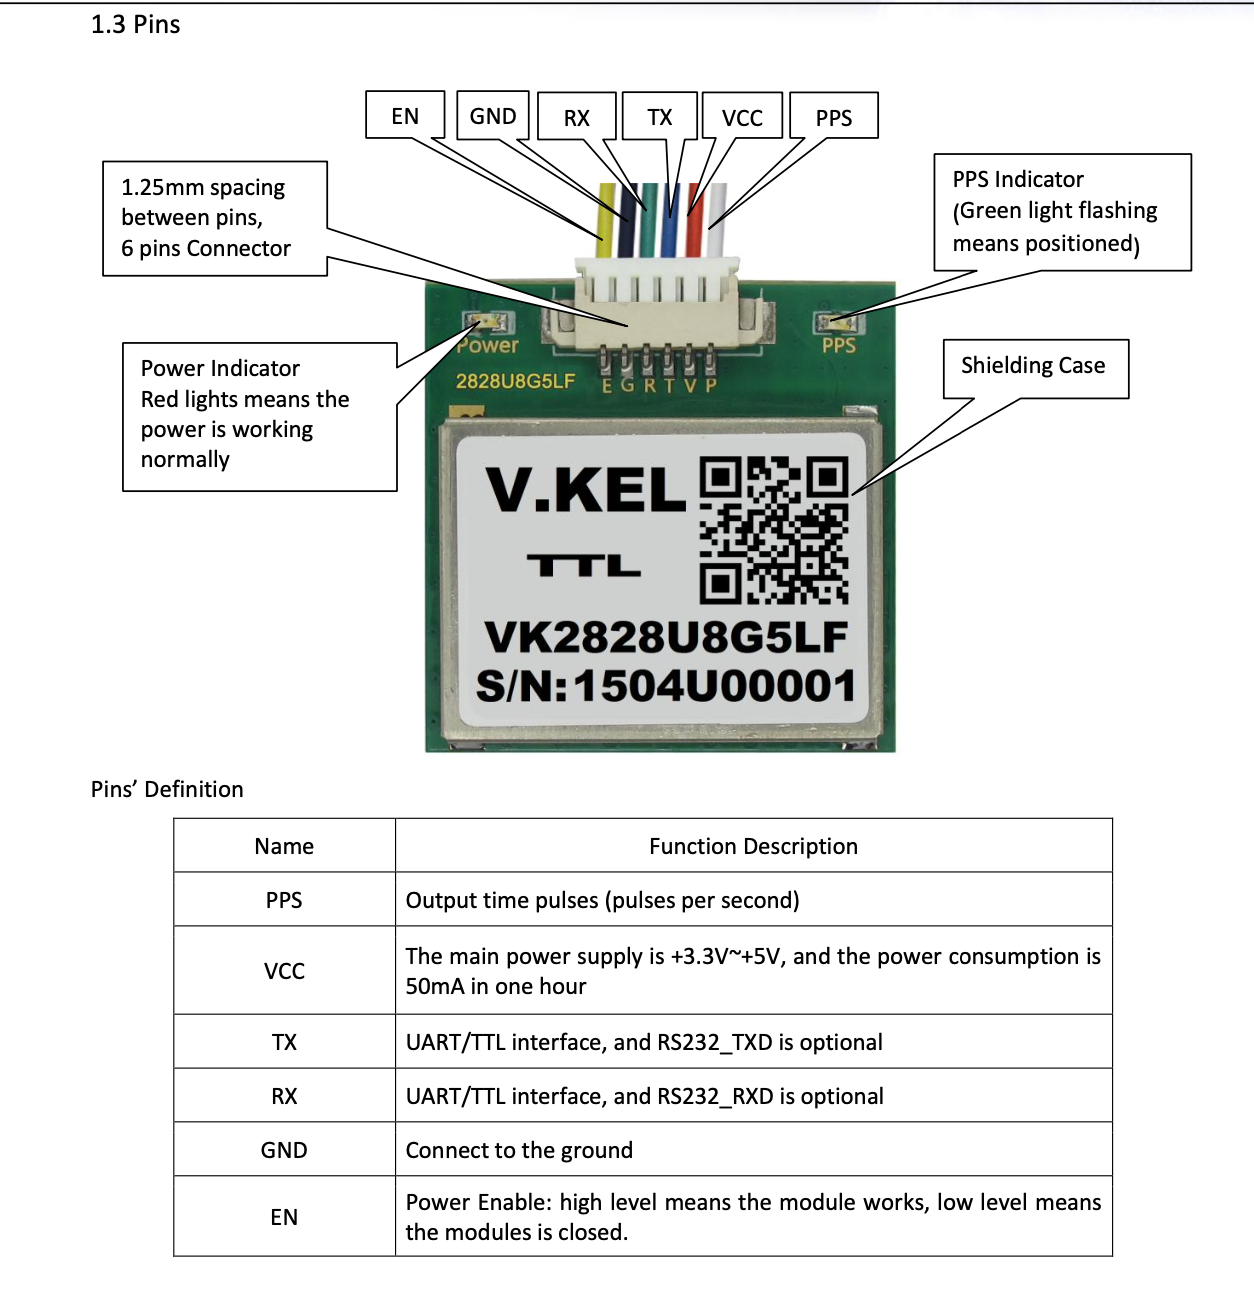 1.3 Pins
EN
GND
RX
TX
VCC
PPS
1.25mm spacing
between pins,
6 pins Connector
PPS Indicator
(Green light flashing
means positioned)
Power Indicator
Red lights means the
power is working
normally
Shielding Case
Power
PPS
2828U8G5LF
E G R T V P
V.KEL
TTL
VK2828U8G5LF
S/N:1504U00001
Pins’ Definition
Name
Function Description
PPS
Output time pulses (pulses per second)
VCC
The main power supply is +3.3V~+5V, and the power consumption is
50mA in one hour
TX
UART/TTL interface, and RS232_TXD is optional
RX
UART/TTL interface, and RS232_RXD is optional
GND
Connect to the ground
EN
Power Enable: high level means the module works, low level means
the modules is closed.